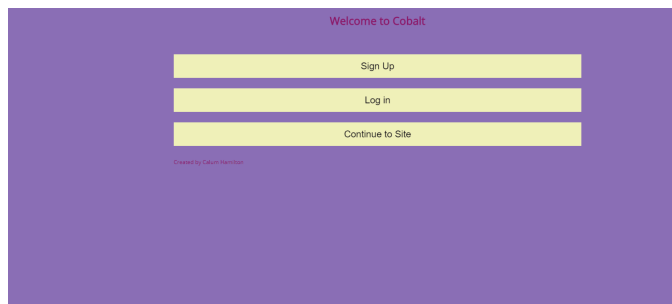 Welcome to Cobalt
Sign Up
Log in
Continue to Site
Created by Calum Hamilton